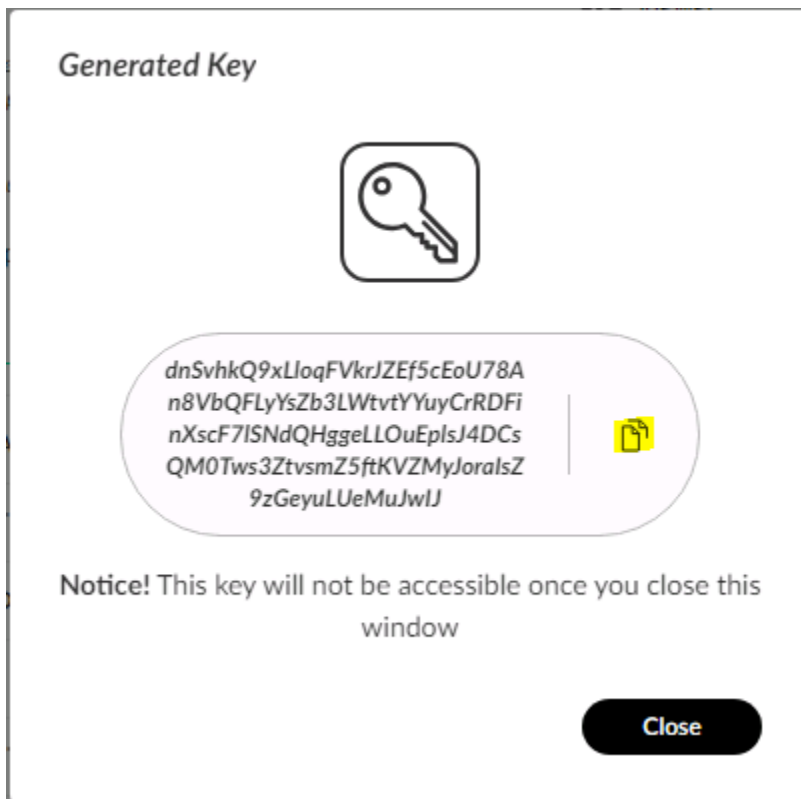 Generated Key
dnSvhkQ9xLloqFVkrJZEf5cEoU78A
n8VbQFLyYsZb3LWtvtYYuyCrRDFi
nXscF7lSNdQHggeLLOuEplsJ4DCs
QM0Tws3ZtvsmZ5ftKVZMyJoralsZ
9zGeyuLUeMuJwIJ
Notice! This key will not be accessible once you close this
window
Close